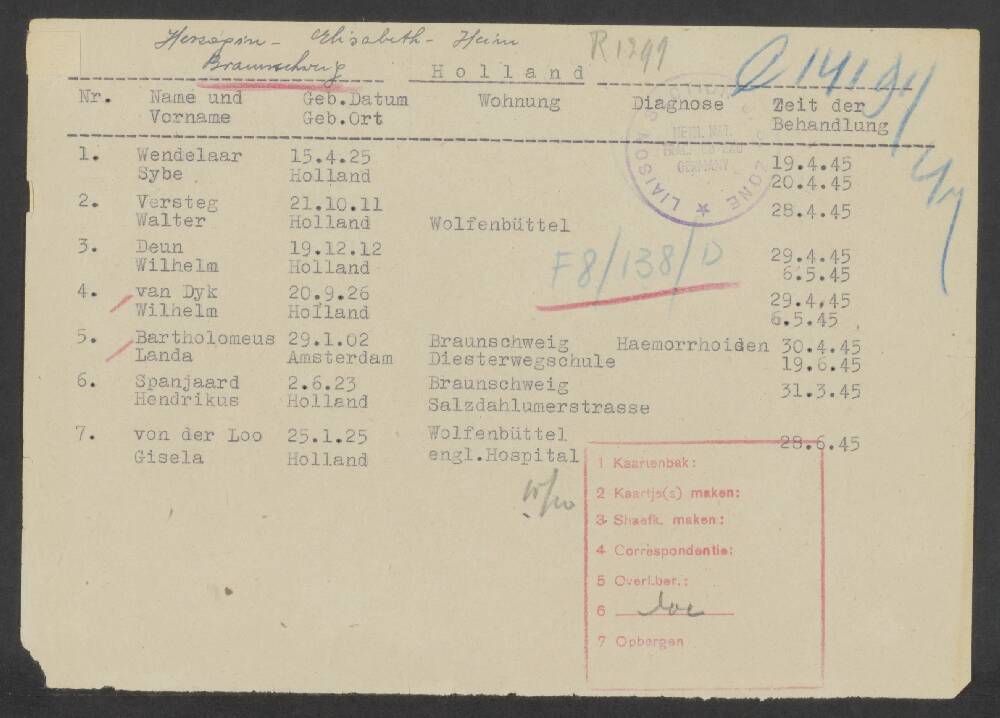 Herzogin - Elisabeth - Heim R 1299
Braunschweig
Holland
Nr. Name und Geb.Datum Wohnung Diagnose Zeit der
Vorname Geb.Ort Behandlung
1. Wendelaar 15.4.25 19.4.45
Sybe Holland 20.4.45
2. Versteg 21.10.11 28.4.45
Walter Holland Wolfenbüttel
3. Deun 19.12.12 29.4.45
Wilhelm Holland 6.5.45
4. van Dyk 20.9.26 29.4.45
Wilhelm Holland 6.5.45
5. Bartholomeus 29.1.02 Braunschweig Haemorrhoiden 30.4.45
Landa Amsterdam Diesterwegschule 19.6.45
6. Spanjaard 2.6.23 Braunschweig 31.3.45
Hendrikus Holland Salzdahlumerstrasse
7. von der Loo 25.1.25 Wolfenbüttel 28.6.45
Gisela Holland engl.Hospital
LIAISON ZONE
GERMANY
F8/138/D
1 Kaartenbak:
2 Kaartje(s) maken:
3 Staafk. maken:
4 Correspondentie:
5 Overl.ber.:
6
7 Opbergen